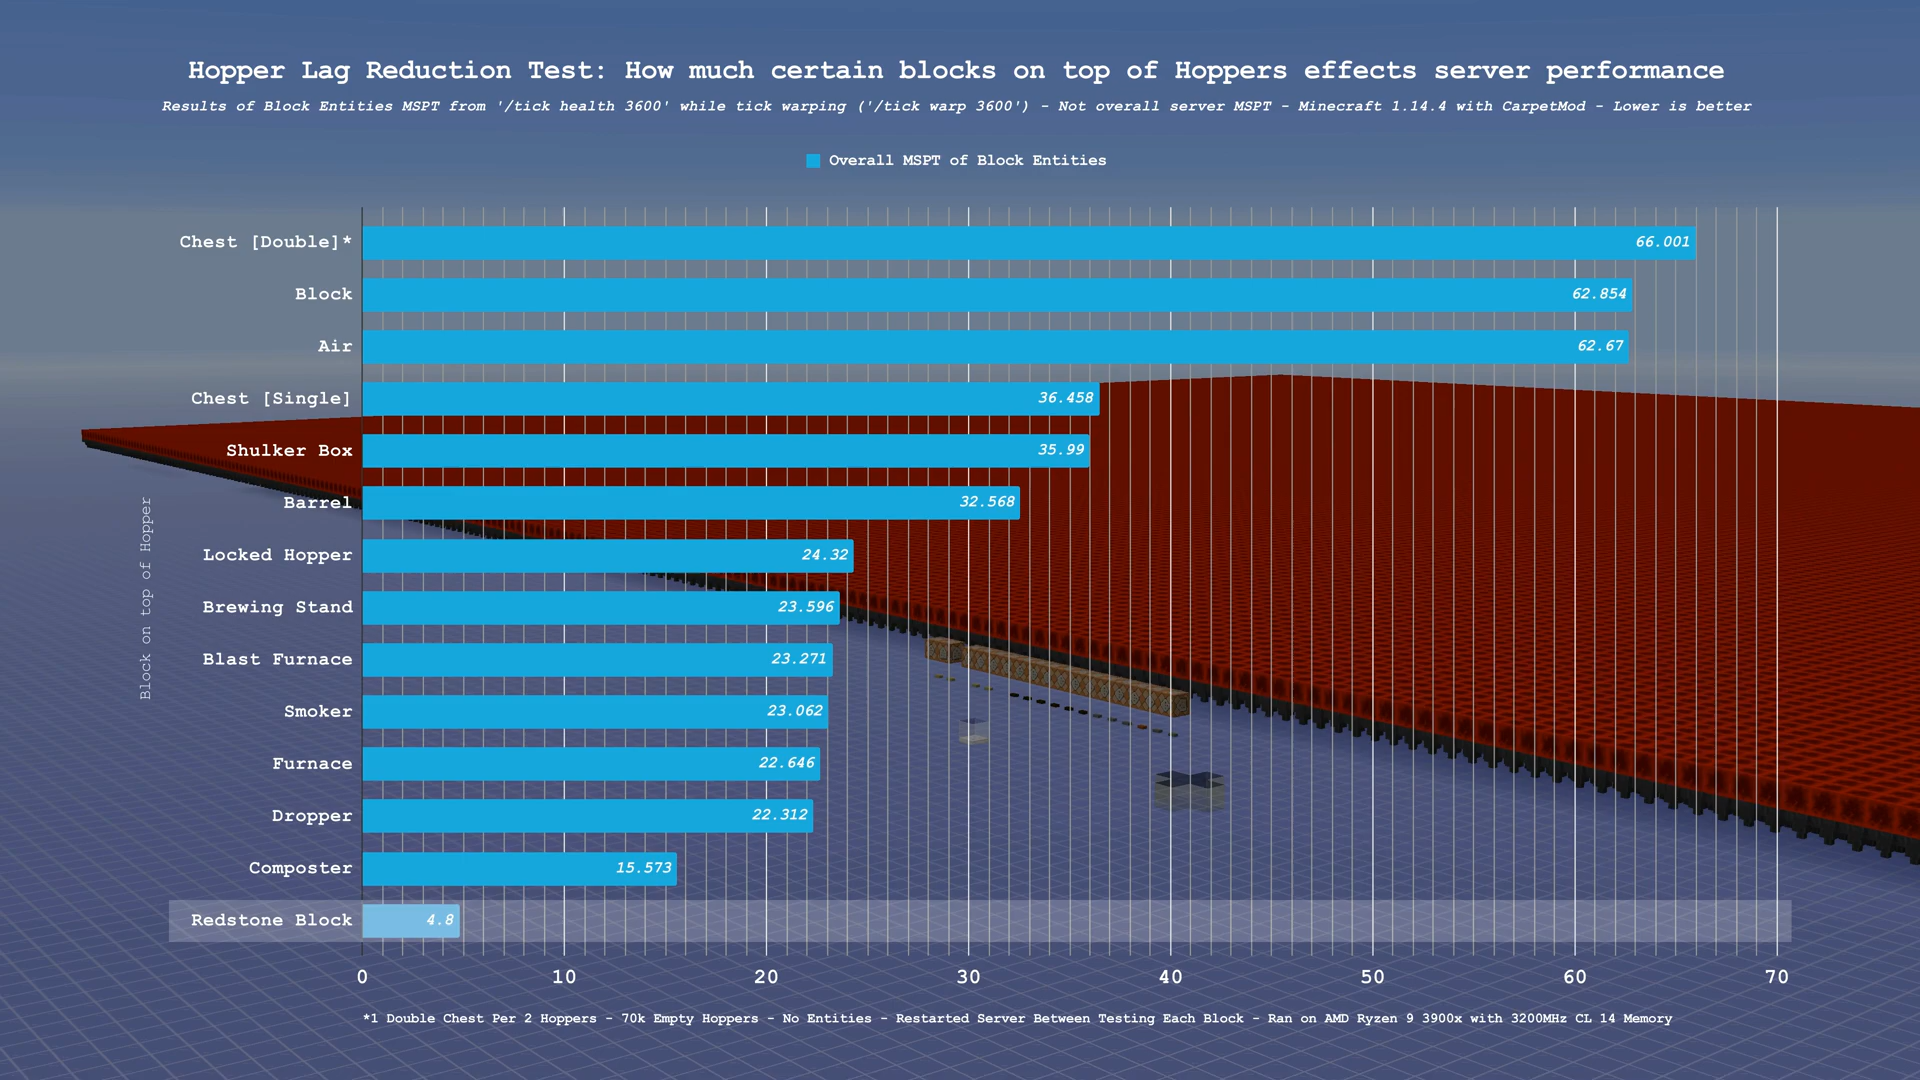 Hopper Lag Reduction Test: How much certain blocks on top of Hoppers effects server performance
Results of Block Entities MSPT from '/tick health 3600' while tick warping ('/tick warp 3600') - Not overall server MSPT - Minecraft 1.14.4 with CarpetMod - Lower is better
Overall MSPT of Block Entities
Block on top of Hopper
Chest [Double]* 66.001
Block 62.854
Air 62.67
Chest [Single] 36.458
Shulker Box 35.99
Barrel 32.568
Locked Hopper 24.32
Brewing Stand 23.596
Blast Furnace 23.271
Smoker 23.062
Furnace 22.646
Dropper 22.312
Composter 15.573
Redstone Block 4.8
0 10 20 30 40 50 60 70
*1 Double Chest Per 2 Hoppers - 70k Empty Hoppers - No Entities - Restarted Server Between Testing Each Block - Ran on AMD Ryzen 9 3900x with 3200MHz CL 14 Memory